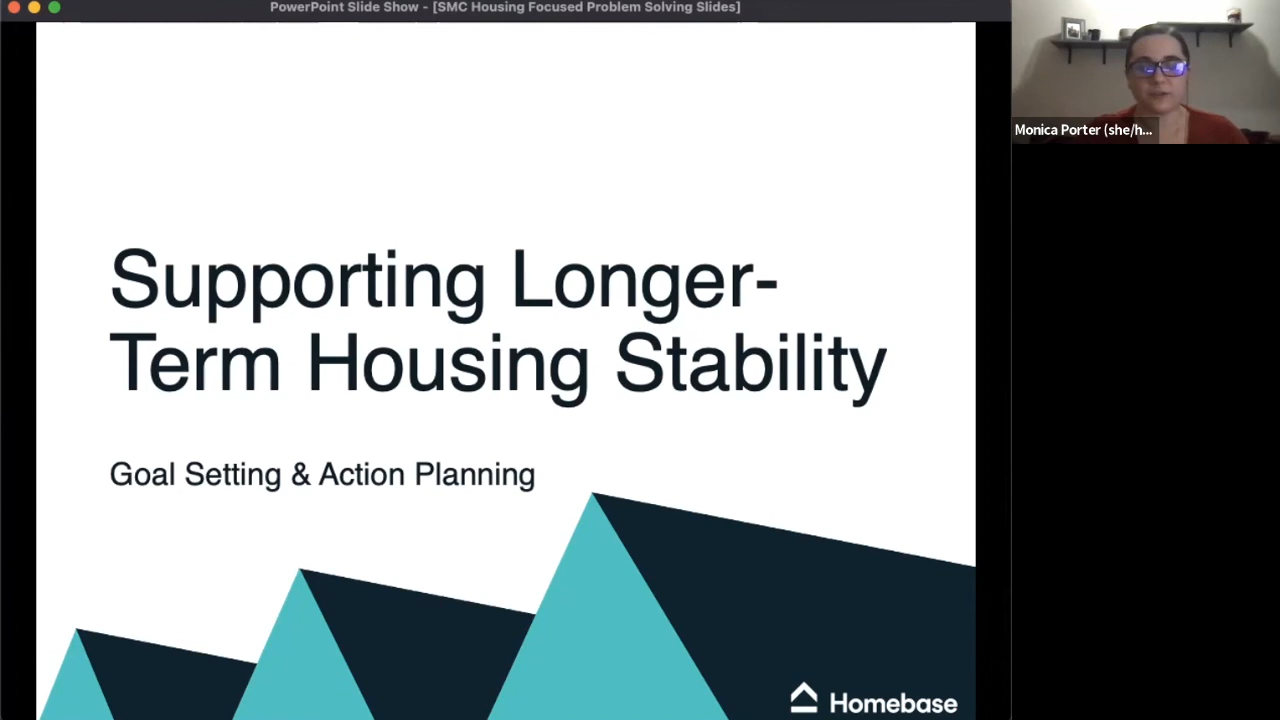 PowerPoint Slide Show - [SMC Housing Focused Problem Solving Slides]
Monica Porter (she/h...
Supporting Longer-
Term Housing Stability
Goal Setting & Action Planning
Homebase